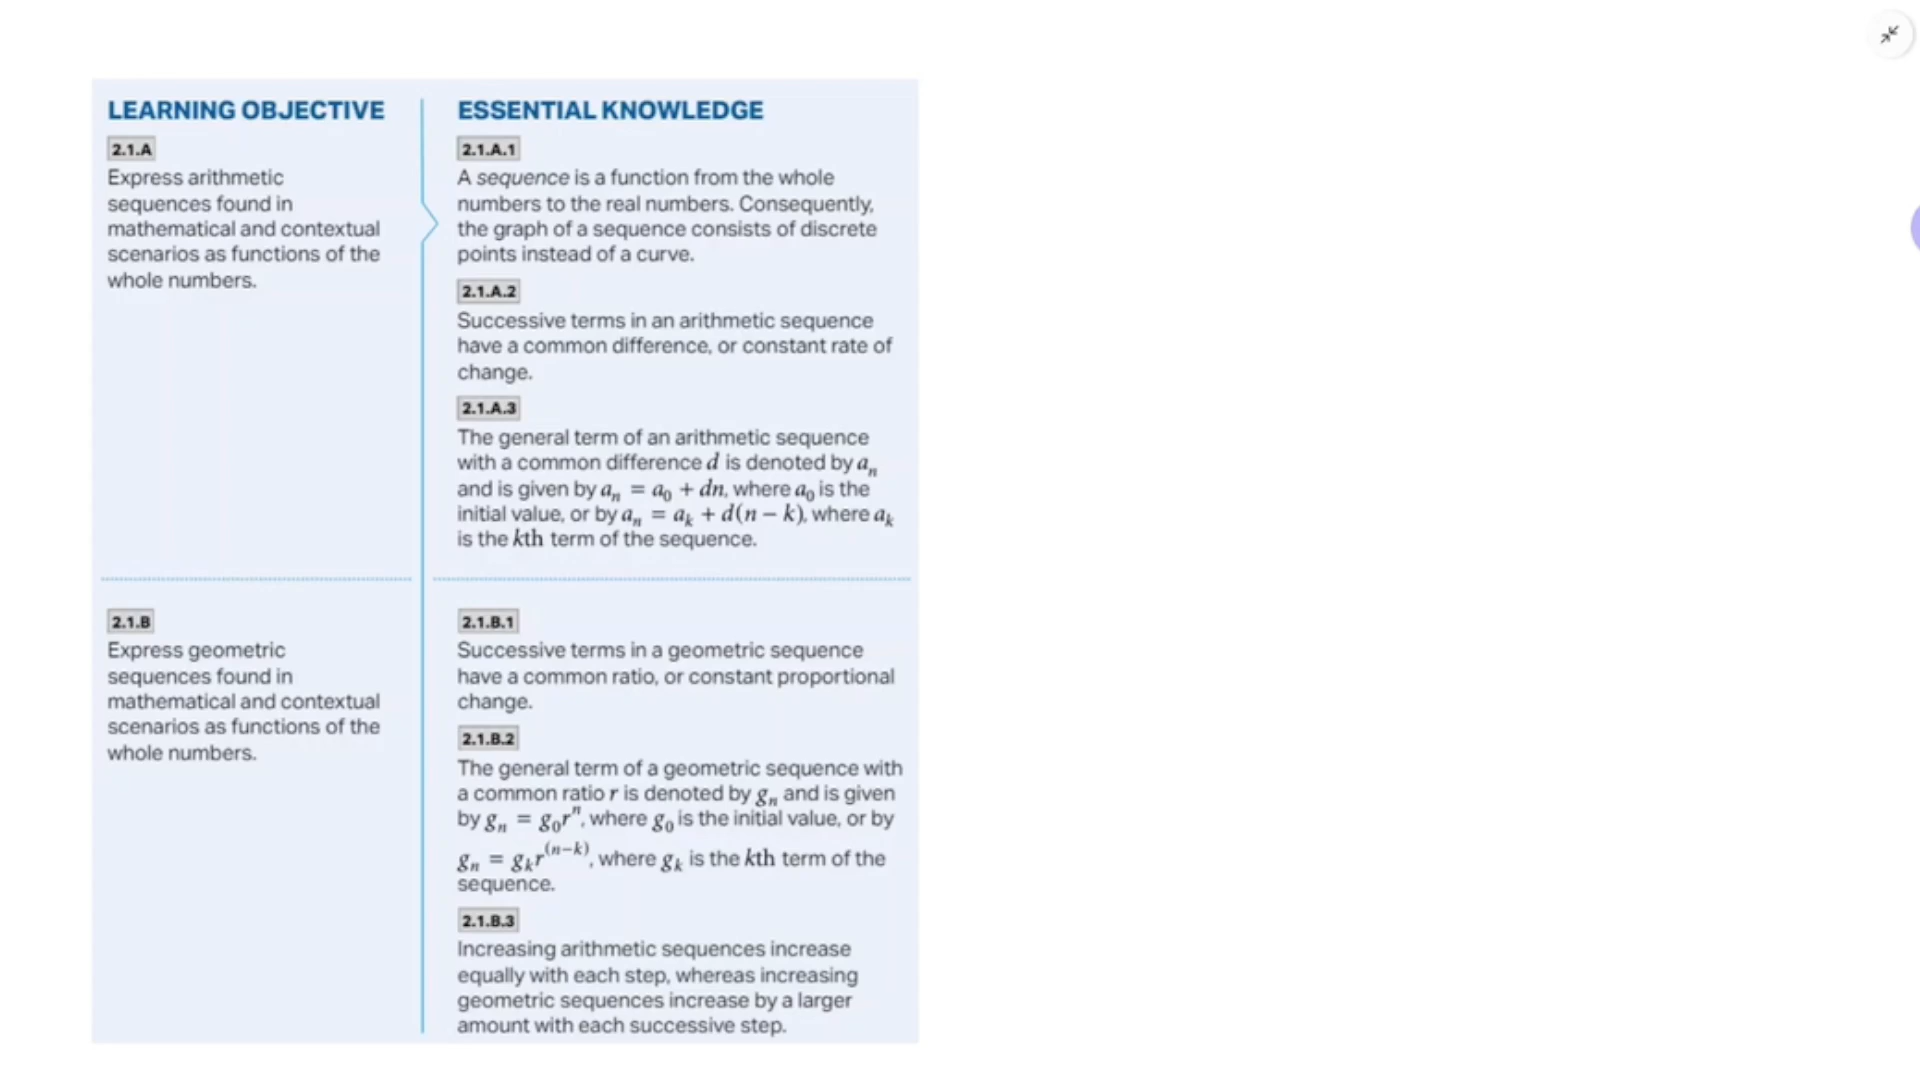 LEARNING OBJECTIVE
2.1.A
Express arithmetic
sequences found in
mathematical and contextual
scenarios as functions of the
whole numbers.
ESSENTIAL KNOWLEDGE
2.1.A.1
A sequence is a function from the whole
numbers to the real numbers. Consequently,
the graph of a sequence consists of discrete
points instead of a curve.
2.1.A.2
Successive terms in an arithmetic sequence
have a common difference, or constant rate of
change.
2.1.A.3
The general term of an arithmetic sequence
with a common difference d is denoted by aₙ
and is given by aₙ = a₀ + dn, where a₀ is the
initial value, or by aₙ = aₖ + d(n – k), where aₖ
is the kth term of the sequence.
2.1.B
Express geometric
sequences found in
mathematical and contextual
scenarios as functions of the
whole numbers.
2.1.B.1
Successive terms in a geometric sequence
have a common ratio, or constant proportional
change.
2.1.B.2
The general term of a geometric sequence with
a common ratio r is denoted by gₙ and is given
by gₙ = g₀rⁿ, where g₀ is the initial value, or by
gₙ = gₖr⁽ⁿ⁻ᵏ⁾, where gₖ is the kth term of the
sequence.
2.1.B.3
Increasing arithmetic sequences increase
equally with each step, whereas increasing
geometric sequences increase by a larger
amount with each successive step.